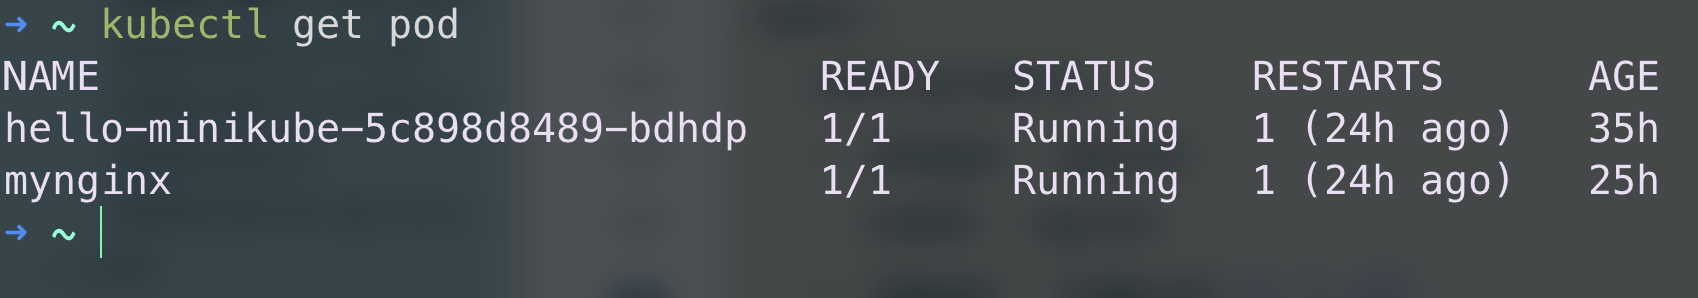 ➜ ~ kubectl get pod
NAME                              READY   STATUS    RESTARTS      AGE
hello-minikube-5c898d8489-bdhdp   1/1     Running   1 (24h ago)   35h
mynginx                           1/1     Running   1 (24h ago)   25h
➜ ~